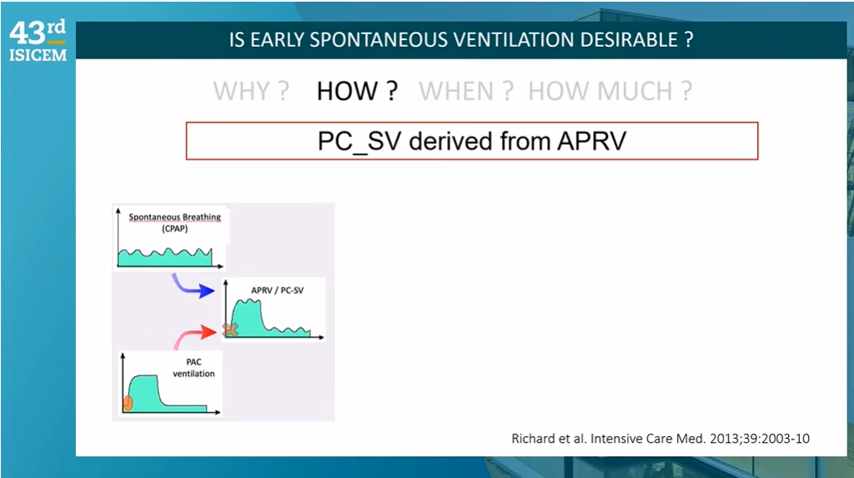 43rd
ISICEM
IS EARLY SPONTANEOUS VENTILATION DESIRABLE ?
WHY ? HOW ? WHEN ? HOW MUCH ?
PC_SV derived from APRV
Spontaneous Breathing
(CPAP)
APRV / PC-SV
PAC
ventilation
Richard et al. Intensive Care Med. 2013;39:2003-10